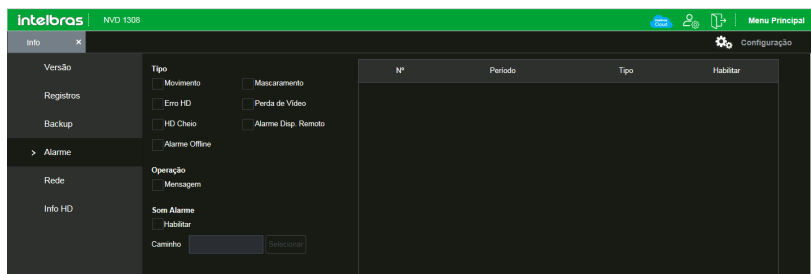 intelbras NVD 1308 Menu Principal
Info × Configuração
Versão
Registros
Backup
> Alarme
Rede
Info HD
Tipo
Movimento Mascaramento
Erro HD Perda de Vídeo
HD Cheio Alarme Disp. Remoto
Alarme Offline
Operação
Mensagem
Som Alarme
Habilitar
Caminho Selecionar
Nº Período Tipo Habilitar